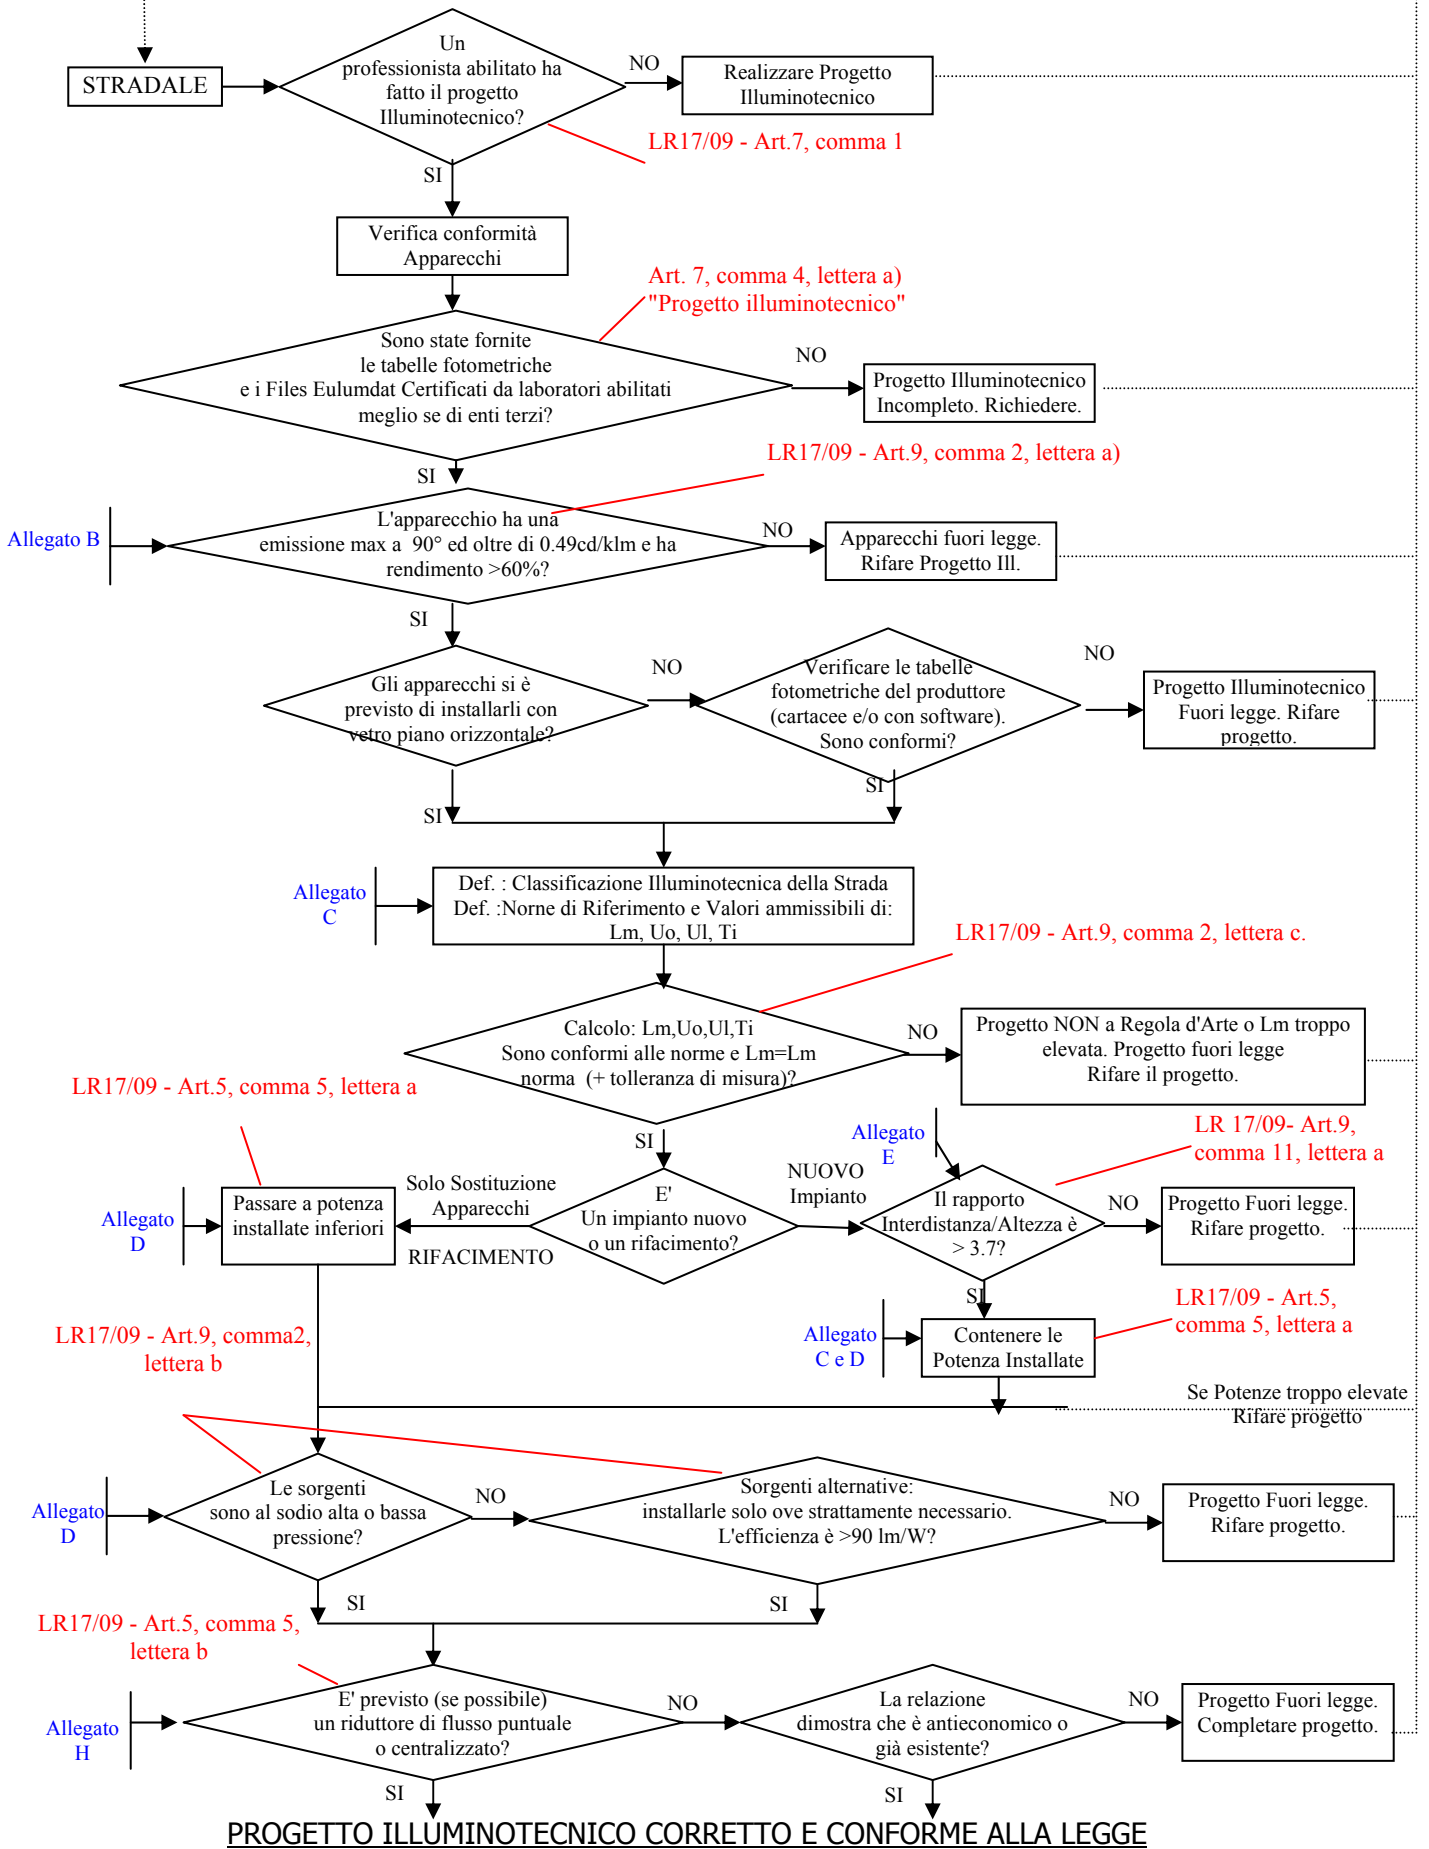 Un
professionista abilitato ha
fatto il progetto
Illuminotecnico?
STRADALE
NO
Realizzare Progetto
Illuminotecnico
LR17/09 - Art.7, comma 1
SI
Verifica conformità
Apparecchi
Art. 7, comma 4, lettera a)
"Progetto illuminotecnico"
Sono state fornite
le tabelle fotometriche
e i Files Eulumdat Certificati da laboratori abilitati
meglio se di enti terzi?
NO
Progetto Illuminotecnico
Incompleto. Richiedere.
LR17/09 - Art.9, comma 2, lettera a)
SI
Allegato B
L'apparecchio ha una
emissione max a 90° ed oltre di 0.49cd/klm e ha
rendimento >60%?
NO
Apparecchi fuori legge.
Rifare Progetto Ill.
SI
Gli apparecchi si è
previsto di installarli con
vetro piano orizzontale?
NO
Verificare le tabelle
fotometriche del produttore
(cartacee e/o con software).
Sono conformi?
NO
Progetto Illuminotecnico
Fuori legge. Rifare
progetto.
SI
SI
Allegato
C
Def. : Classificazione Illuminotecnica della Strada
Def. :Norne di Riferimento e Valori ammissibili di:
Lm, Uo, Ul, Ti
LR17/09 - Art.9, comma 2, lettera c.
Calcolo: Lm,Uo,Ul,Ti
Sono conformi alle norme e Lm=Lm
norma (+ tolleranza di misura)?
NO
Progetto NON a Regola d'Arte o Lm troppo
elevata. Progetto fuori legge
Rifare il progetto.
LR17/09 - Art.5, comma 5, lettera a
SI
Allegato
E
LR 17/09- Art.9,
comma 11, lettera a
Allegato
D
Passare a potenza
installate inferiori
Solo Sostituzione
Apparecchi
RIFACIMENTO
E'
Un impianto nuovo
o un rifacimento?
NUOVO
Impianto
Il rapporto
Interdistanza/Altezza è
> 3.7?
NO
Progetto Fuori legge.
Rifare progetto.
SI
LR17/09 - Art.5,
comma 5, lettera a
Allegato
C e D
Contenere le
Potenza Installate
LR17/09 - Art.9, comma2,
lettera b
Se Potenze troppo elevate
Rifare progetto
Allegato
D
Le sorgenti
sono al sodio alta o bassa
pressione?
NO
Sorgenti alternative:
installarle solo ove strattamente necessario.
L'efficienza è >90 lm/W?
NO
Progetto Fuori legge.
Rifare progetto.
SI
SI
LR17/09 - Art.5, comma 5,
lettera b
Allegato
H
E' previsto (se possibile)
un riduttore di flusso puntuale
o centralizzato?
NO
La relazione
dimostra che è antieconomico o
già esistente?
NO
Progetto Fuori legge.
Completare progetto.
SI
SI
PROGETTO ILLUMINOTECNICO CORRETTO E CONFORME ALLA LEGGE